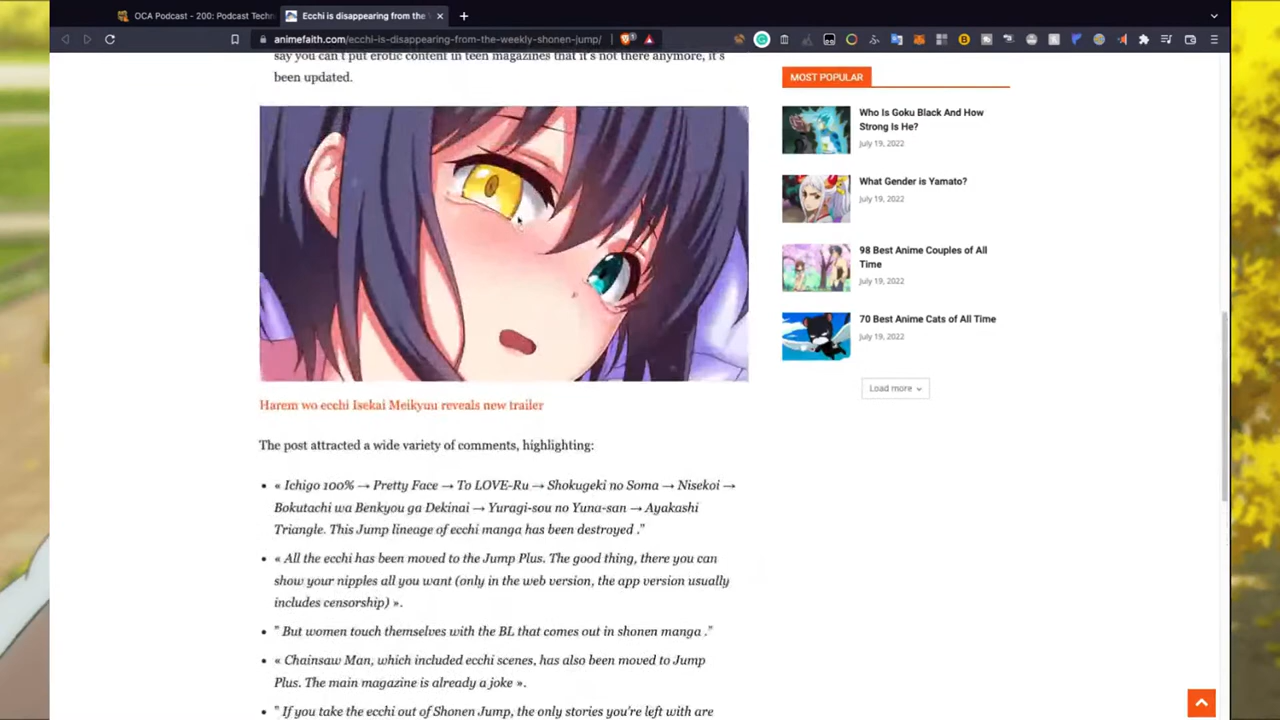 OCA Podcast - 200: Podcast Techn
Ecchi is disappearing from the
animefaith.com/ecchi-is-disappearing-from-the-weekly-shonen-jump/
say you can't put erotic content in teen magazines that it's not there anymore, it's
been updated.
Harem wo ecchi Isekai Meikyuu reveals new trailer
The post attracted a wide variety of comments, highlighting:
« Ichigo 100% → Pretty Face → To LOVE-Ru → Shokugeki no Soma → Nisekoi →
Bokutachi wa Benkyou ga Dekinai → Yuragi-sou no Yuna-san → Ayakashi
Triangle. This Jump lineage of ecchi manga has been destroyed ."
« All the ecchi has been moved to the Jump Plus. The good thing, there you can
show your nipples all you want (only in the web version, the app version usually
includes censorship) ».
" But women touch themselves with the BL that comes out in shonen manga ."
« Chainsaw Man, which included ecchi scenes, has also been moved to Jump
Plus. The main magazine is already a joke ».
" If you take the ecchi out of Shonen Jump, the only stories you're left with are
MOST POPULAR
Who Is Goku Black And How
Strong Is He?
July 19, 2022
What Gender is Yamato?
July 19, 2022
98 Best Anime Couples of All
Time
July 19, 2022
70 Best Anime Cats of All Time
July 19, 2022
Load more